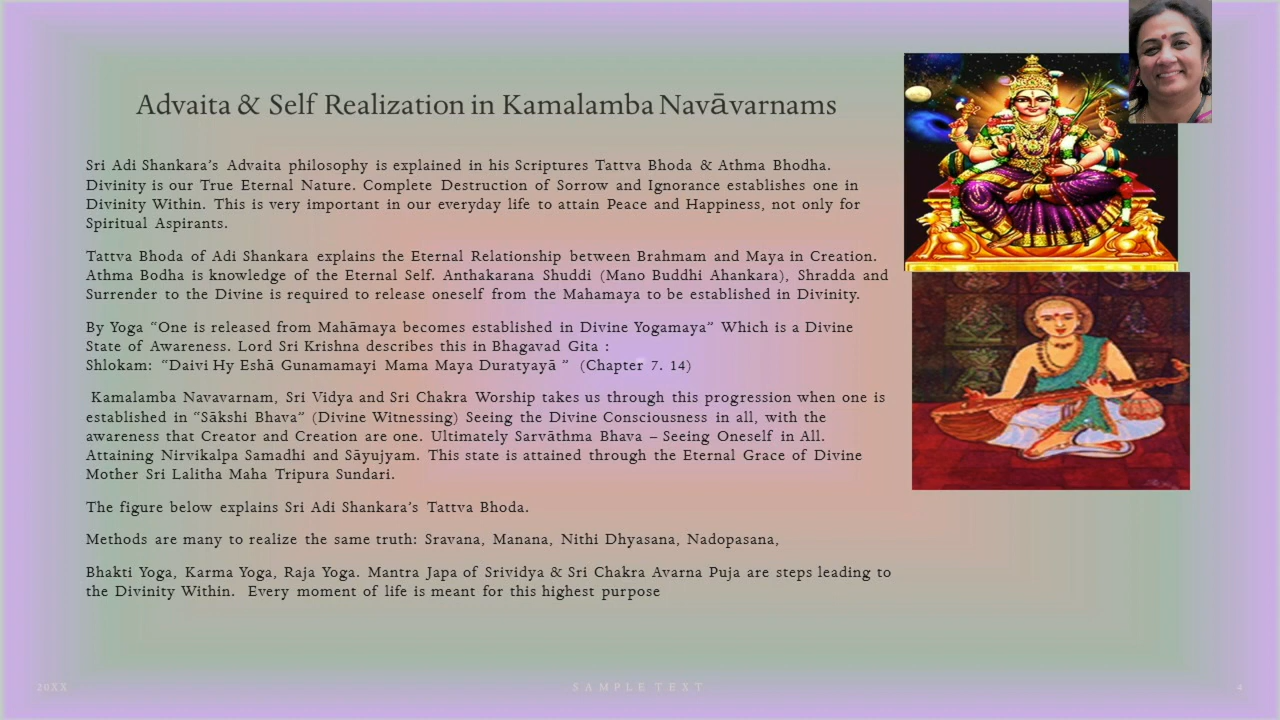 Advaita & Self Realization in Kamalamba Navāvarnams
Sri Adi Shankara’s Advaita philosophy is explained in his Scriptures Tattva Bhoda & Athma Bhodha.
Divinity is our True Eternal Nature. Complete Destruction of Sorrow and Ignorance establishes one in
Divinity Within. This is very important in our everyday life to attain Peace and Happiness, not only for
Spiritual Aspirants.
Tattva Bhoda of Adi Shankara explains the Eternal Relationship between Brahmam and Maya in Creation.
Athma Bodha is knowledge of the Eternal Self. Anthakarana Shuddi (Mano Buddhi Ahankara), Shradda and
Surrender to the Divine is required to release oneself from the Mahamaya to be established in Divinity.
By Yoga “One is released from Mahāmaya becomes established in Divine Yogamaya” Which is a Divine
State of Awareness. Lord Sri Krishna describes this in Bhagavad Gita :
Shlokam: “Daivi Hy Eshā Gunamamayi Mama Maya Duratyayā ” (Chapter 7. 14)
Kamalamba Navavarnam, Sri Vidya and Sri Chakra Worship takes us through this progression when one is
established in “Sākshi Bhava” (Divine Witnessing) Seeing the Divine Consciousness in all, with the
awareness that Creator and Creation are one. Ultimately Sarvāthma Bhava – Seeing Oneself in All.
Attaining Nirvikalpa Samadhi and Sāyujyam. This state is attained through the Eternal Grace of Divine
Mother Sri Lalitha Maha Tripura Sundari.
The figure below explains Sri Adi Shankara’s Tattva Bhoda.
Methods are many to realize the same truth: Sravana, Manana, Nithi Dhyasana, Nadopasana,
Bhakti Yoga, Karma Yoga, Raja Yoga. Mantra Japa of Srividya & Sri Chakra Avarna Puja are steps leading to
the Divinity Within. Every moment of life is meant for this highest purpose
20XX
SAMPLE TEXT
4